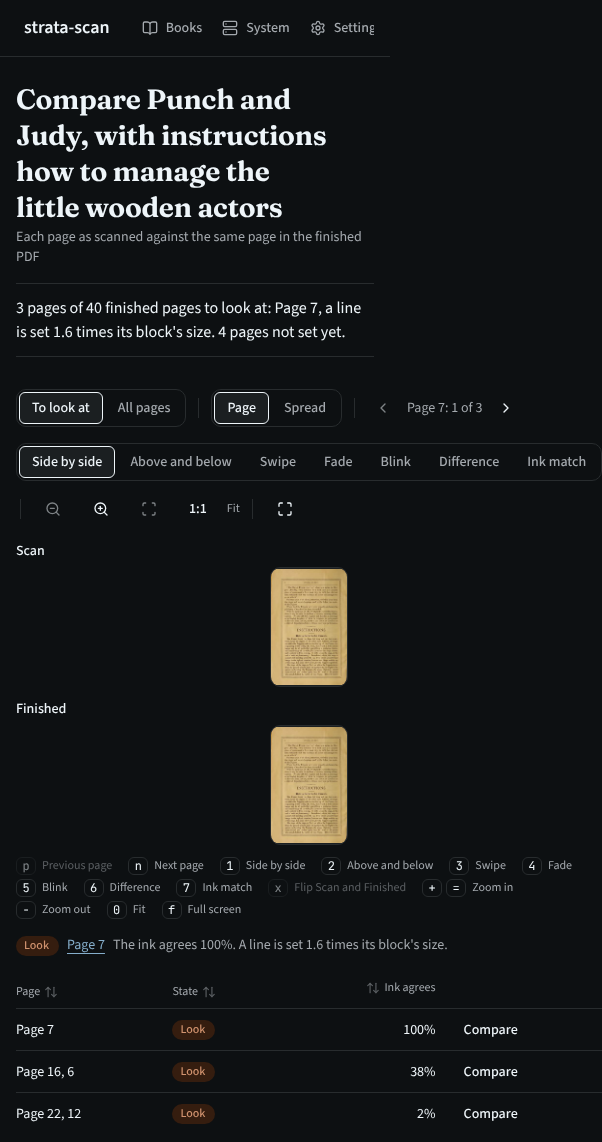 strata-scan Books System Setting
Compare Punch and
Judy, with instructions
how to manage the
little wooden actors
Each page as scanned against the same page in the finished
PDF
3 pages of 40 finished pages to look at: Page 7, a line
is set 1.6 times its block's size. 4 pages not set yet.
To look at All pages Page Spread Page 7: 1 of 3
Side by side Above and below Swipe Fade Blink Difference Ink match
1:1 Fit
Scan
Finished
p Previous page n Next page 1 Side by side 2 Above and below 3 Swipe 4 Fade
5 Blink 6 Difference 7 Ink match x Flip Scan and Finished + = Zoom in
- Zoom out 0 Fit f Full screen
Look Page 7 The ink agrees 100%. A line is set 1.6 times its block's size.
Page State Ink agrees
Page 7 Look 100% Compare
Page 16, 6 Look 38% Compare
Page 22, 12 Look 2% Compare